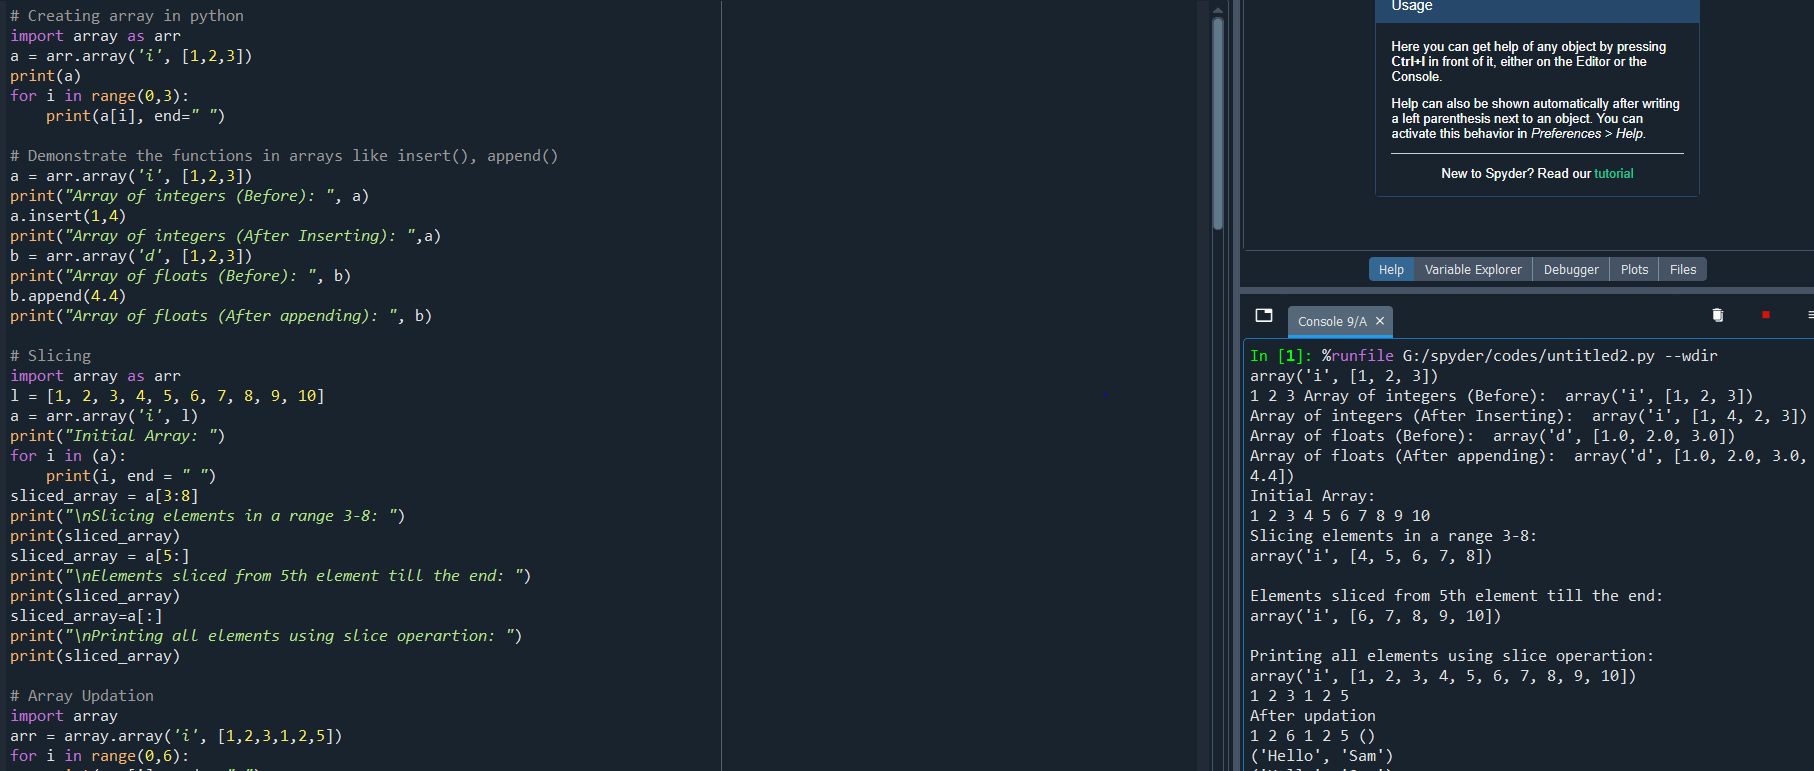 # Creating array in python
import array as arr
a = arr.array('i', [1,2,3])
print(a)
for i in range(0,3):
    print(a[i], end=" ")

# Demonstrate the functions in arrays like insert(), append()
a = arr.array('i', [1,2,3])
print("Array of integers (Before): ", a)
a.insert(1,4)
print("Array of integers (After Inserting): ",a)
b = arr.array('d', [1,2,3])
print("Array of floats (Before): ", b)
b.append(4.4)
print("Array of floats (After appending): ", b)

# Slicing
import array as arr
l = [1, 2, 3, 4, 5, 6, 7, 8, 9, 10]
a = arr.array('i', l)
print("Initial Array: ")
for i in (a):
    print(i, end = " ")
sliced_array = a[3:8]
print("\nSlicing elements in a range 3-8: ")
print(sliced_array)
sliced_array = a[5:]
print("\nElements sliced from 5th element till the end: ")
print(sliced_array)
sliced_array=a[:]
print("\nPrinting all elements using slice operartion: ")
print(sliced_array)

# Array Updation
import array
arr = array.array('i', [1,2,3,1,2,5])
for i in range(0,6):
Usage
Here you can get help of any object by pressing
Ctrl+I in front of it, either on the Editor or the
Console.
Help can also be shown automatically after writing
a left parenthesis next to an object. You can
activate this behavior in Preferences > Help.
New to Spyder? Read our tutorial
Help Variable Explorer Debugger Plots Files
Console 9/A
In [1]: %runfile G:/spyder/codes/untitled2.py --wdir
array('i', [1, 2, 3])
1 2 3 Array of integers (Before):  array('i', [1, 2, 3])
Array of integers (After Inserting):  array('i', [1, 4, 2, 3])
Array of floats (Before):  array('d', [1.0, 2.0, 3.0])
Array of floats (After appending):  array('d', [1.0, 2.0, 3.0,
4.4])
Initial Array:
1 2 3 4 5 6 7 8 9 10
Slicing elements in a range 3-8:
array('i', [4, 5, 6, 7, 8])

Elements sliced from 5th element till the end:
array('i', [6, 7, 8, 9, 10])

Printing all elements using slice operartion:
array('i', [1, 2, 3, 4, 5, 6, 7, 8, 9, 10])
1 2 3 1 2 5
After updation
1 2 6 1 2 5 ()
('Hello', 'Sam')